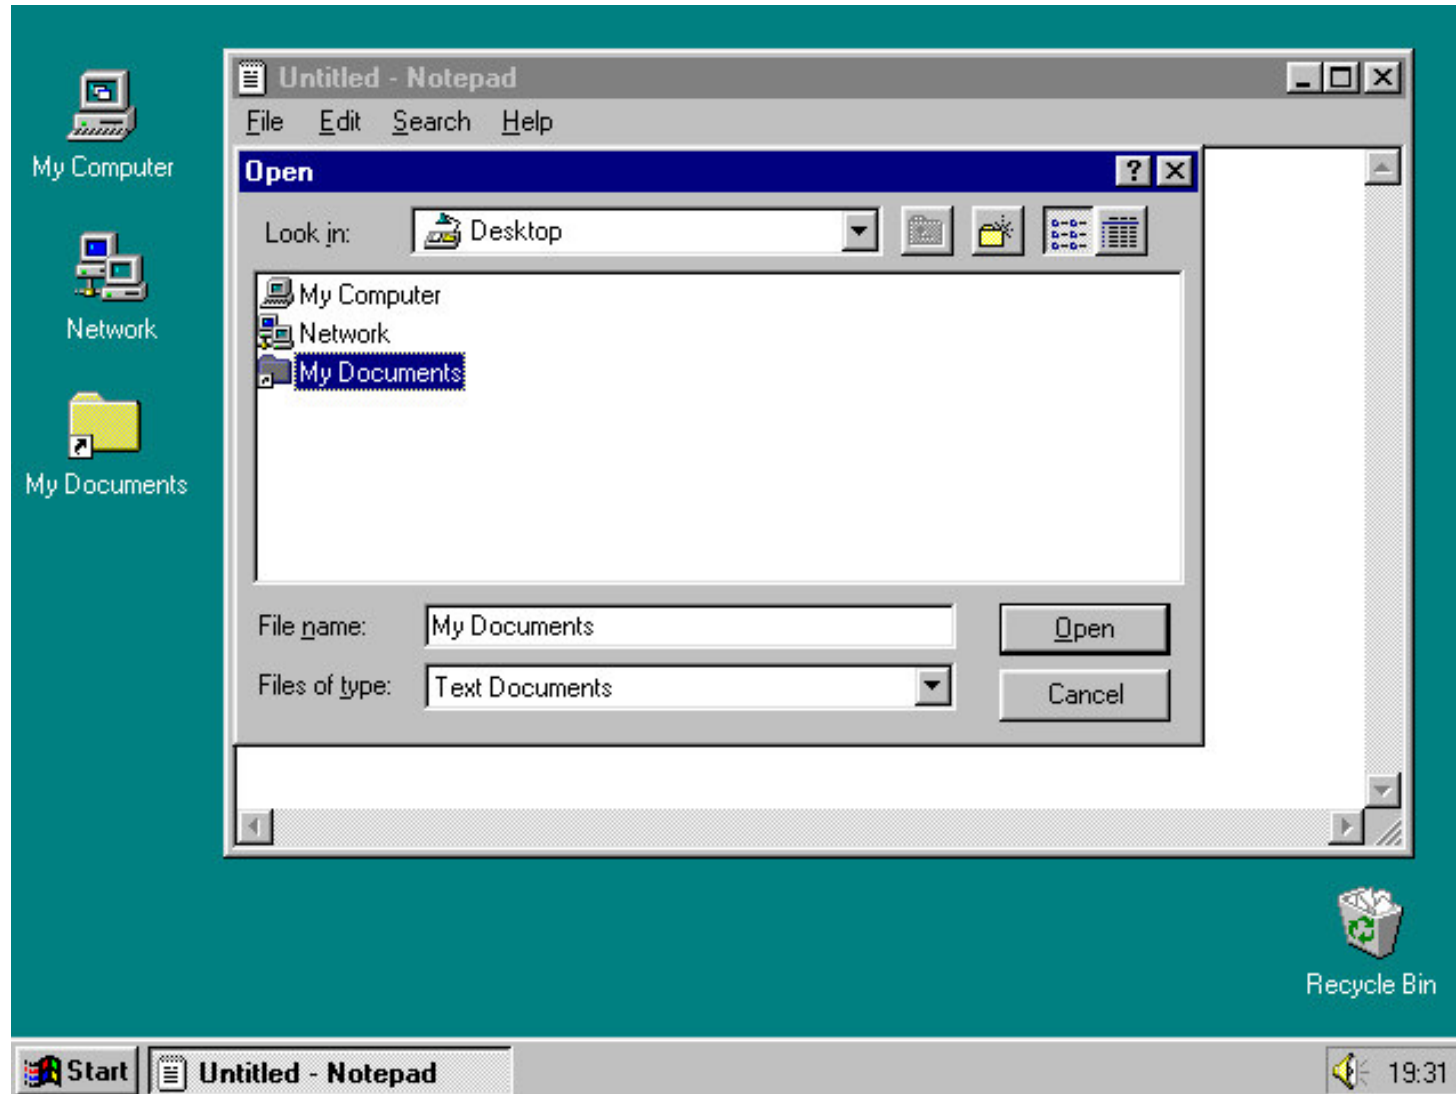 My Computer
Network
My Documents
Untitled - Notepad
File Edit Search Help
Open
Look in: Desktop
My Computer
Network
My Documents
File name: My Documents Open
Files of type: Text Documents Cancel
Recycle Bin
Start Untitled - Notepad 19:31